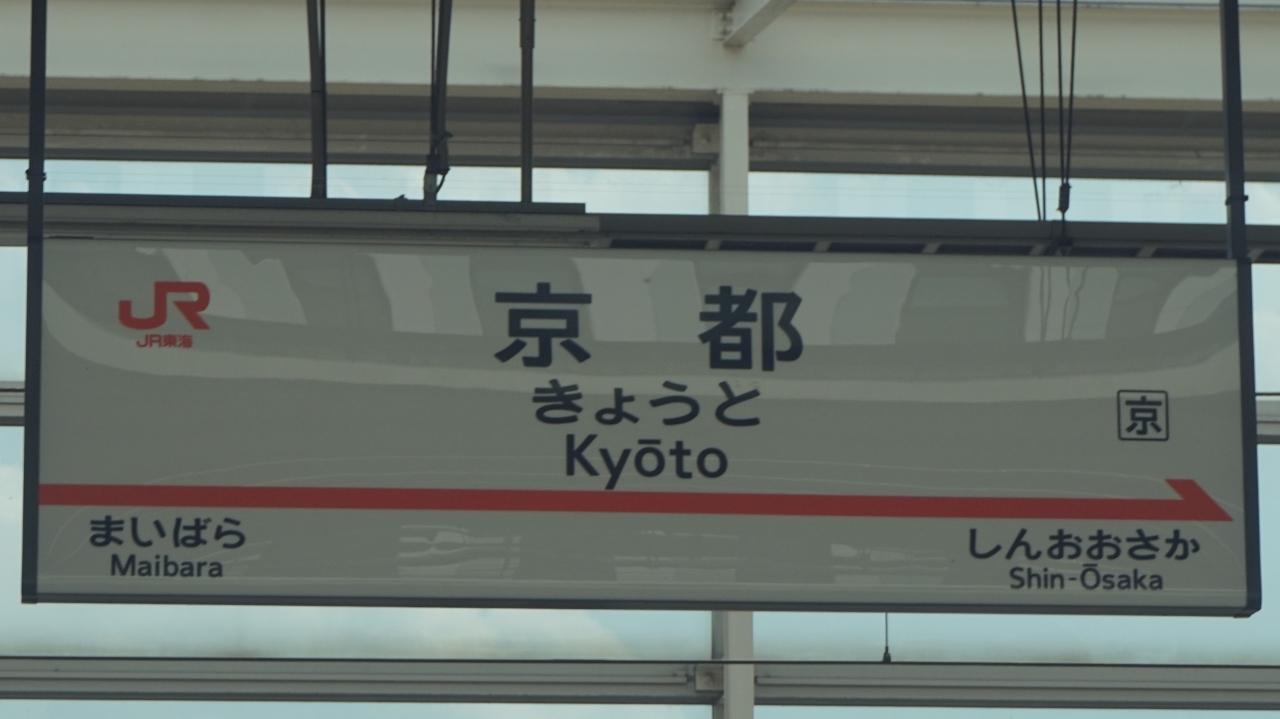 JR
JR東海
京都
きょうと
京
Kyōto
まいばら
Maibara
しんおおさか
Shin-Ōsaka